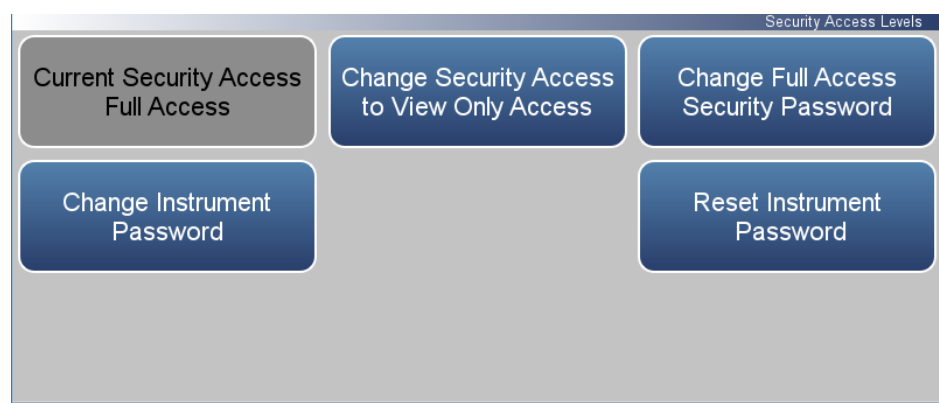 Security Access Levels
Current Security Access
Full Access
Change Security Access
to View Only Access
Change Full Access
Security Password
Change Instrument
Password
Reset Instrument
Password